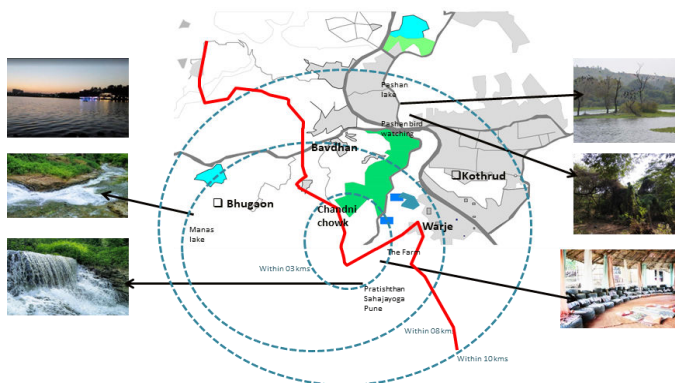 Pashan
lake
Pashan bird
watching
Bavdhan
Kothrud
Bhugaon
Chandni
chowk
Warje
Manas
lake
The Farm
Within 03 kms
Pratishthan
Sahajayoga
Pune
Within 08 kms
Within 10 kms